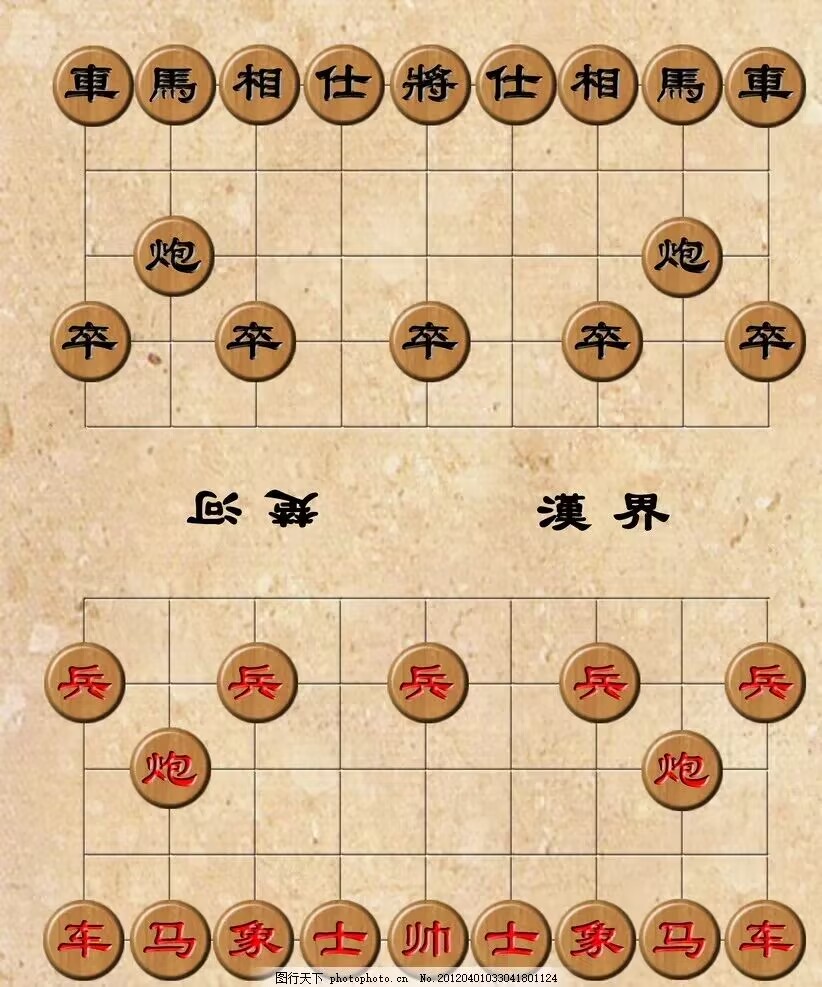 車馬相仕將仕相馬車
炮 炮
卒 卒 卒 卒 卒
河楚 漢界
兵 兵 兵 兵 兵
炮 炮
车马象士帅士象马车
图行天下 photophoto.cn No.20120401033041801124